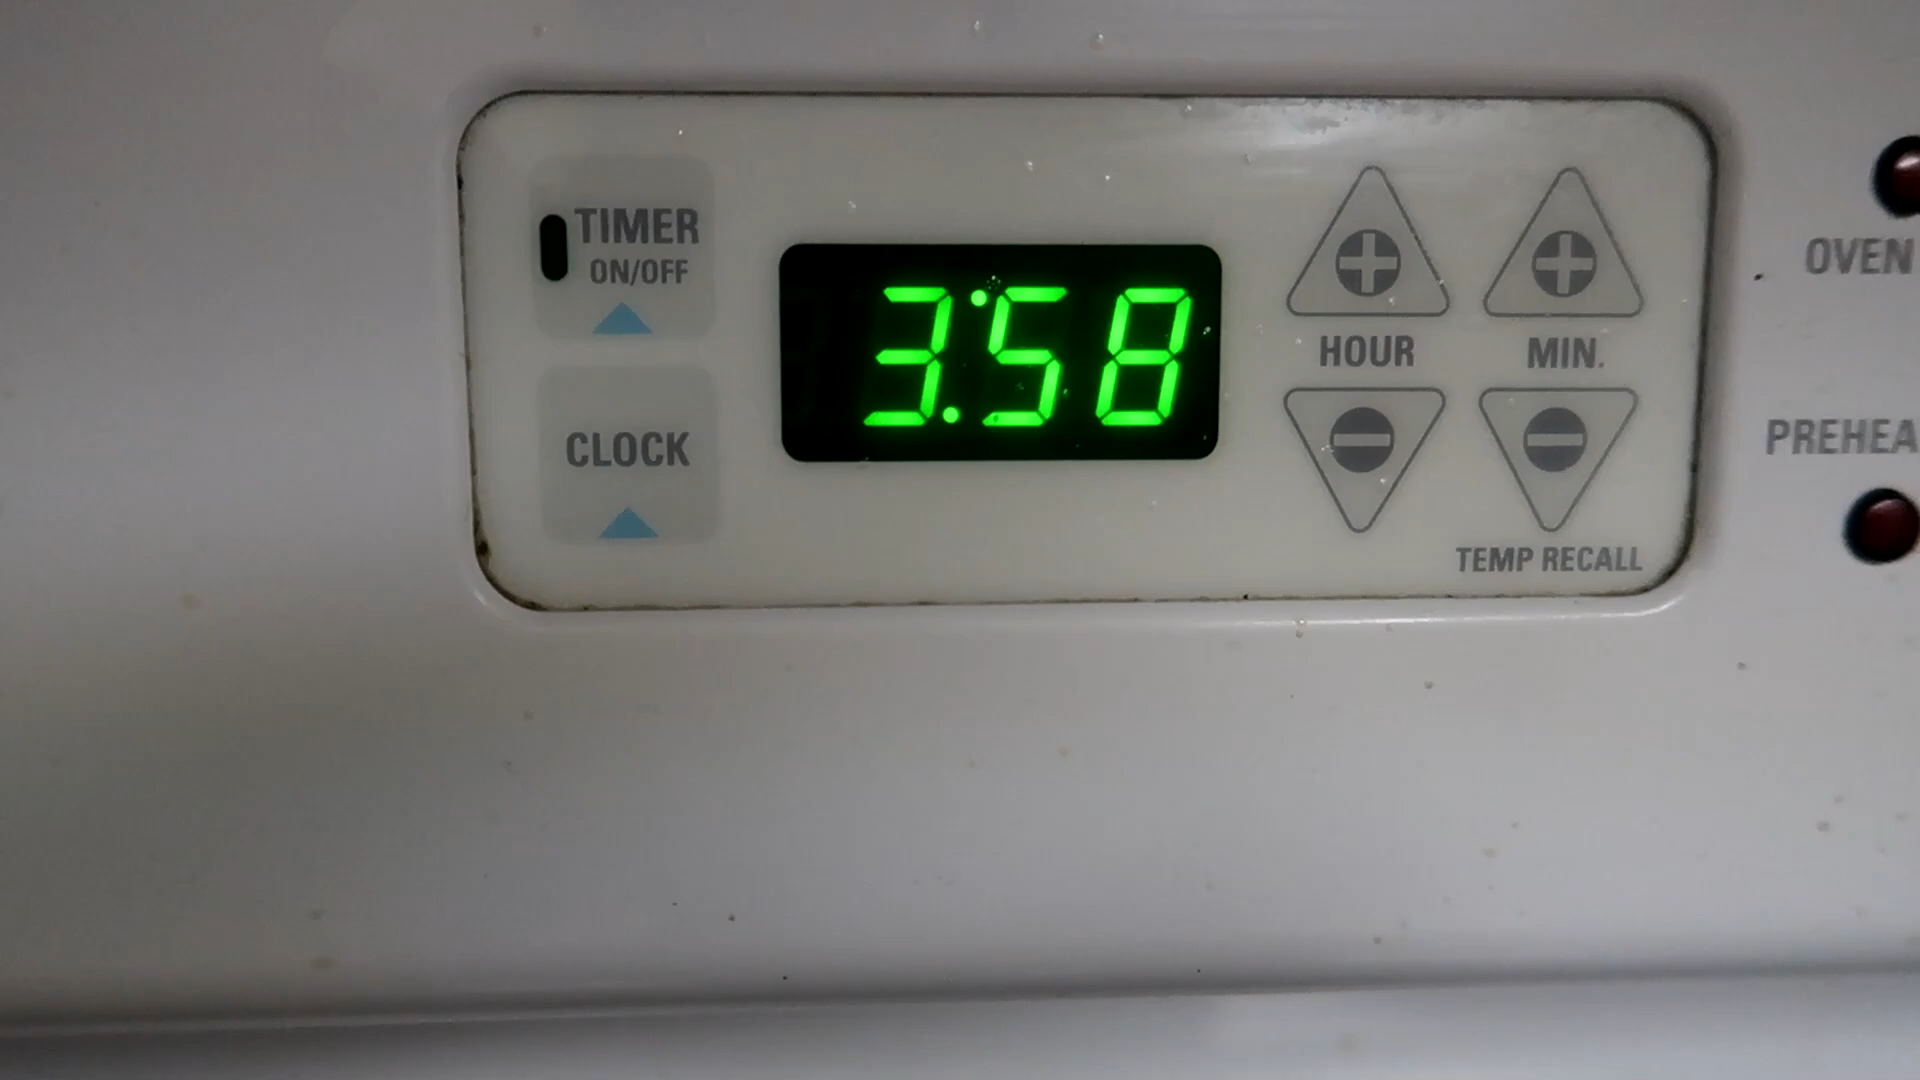 TIMER
ON/OFF
CLOCK
3:58
HOUR
MIN.
TEMP RECALL
OVEN
PREHEA